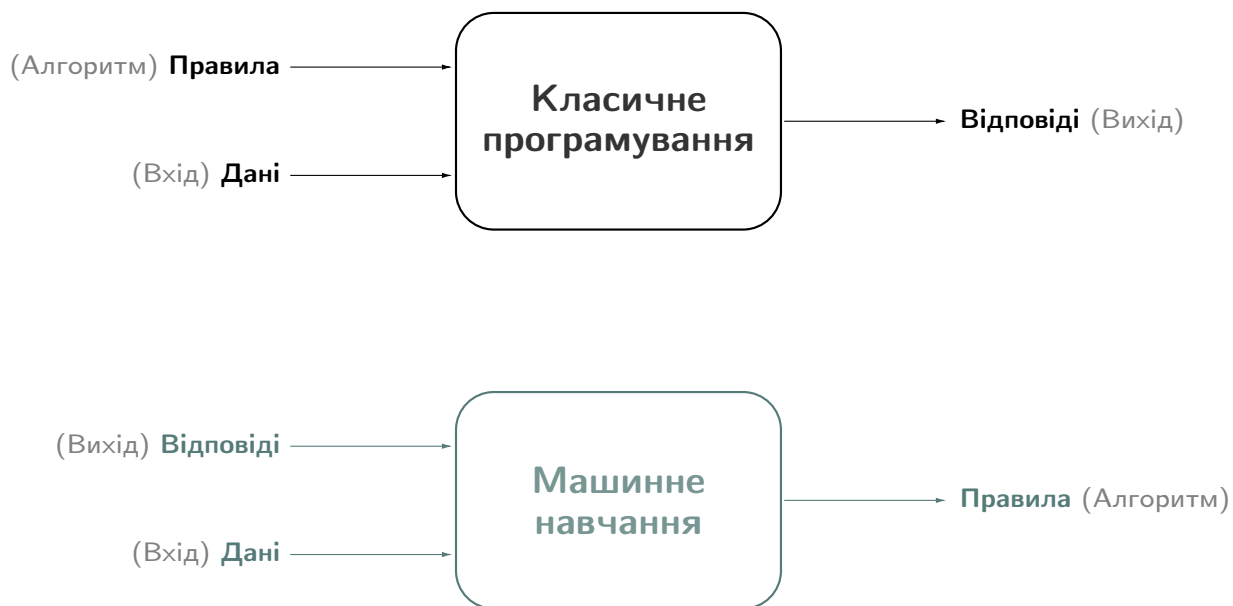 (Алгоритм) Правила
Класичне
програмування
Відповіді (Вихід)
(Вхід) Дані
(Вихід) Відповіді
Машинне
навчання
Правила (Алгоритм)
(Вхід) Дані